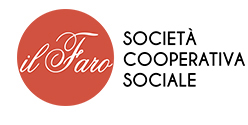 il Faro
SOCIETÀ
COOPERATIVA
SOCIALE